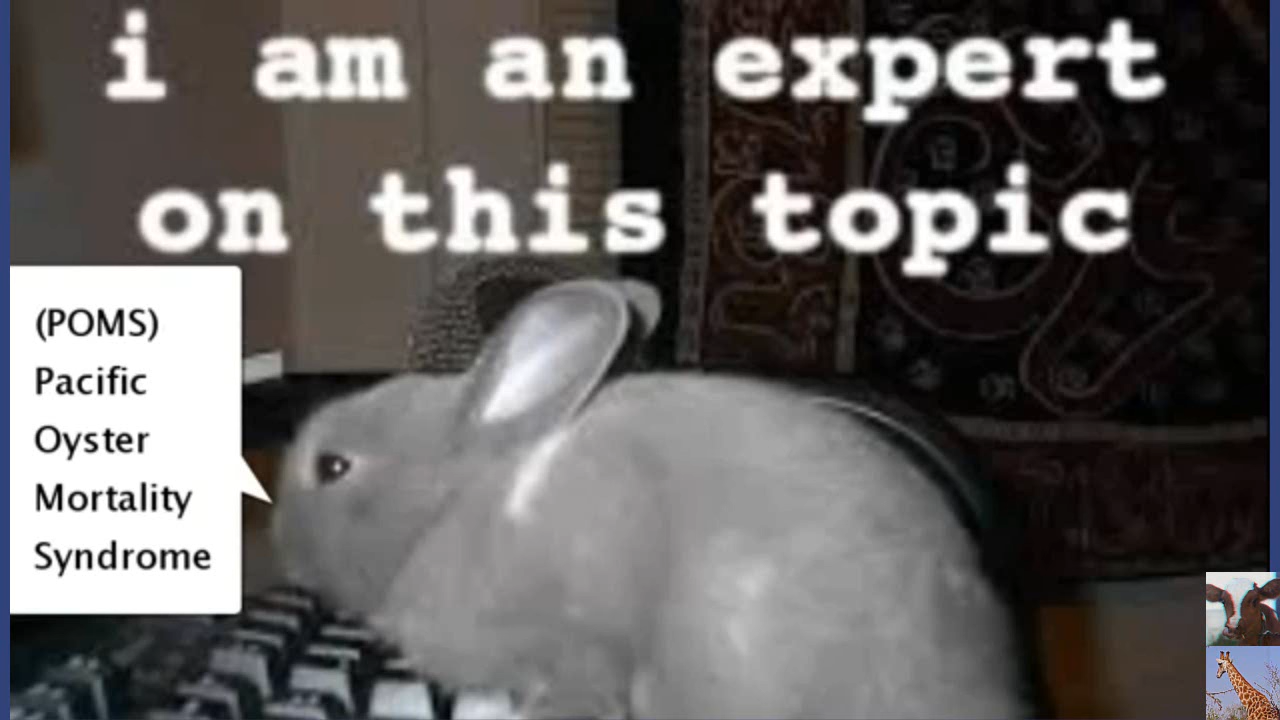 i am an expert
on this topic
(POMS)
Pacific
Oyster
Mortality
Syndrome